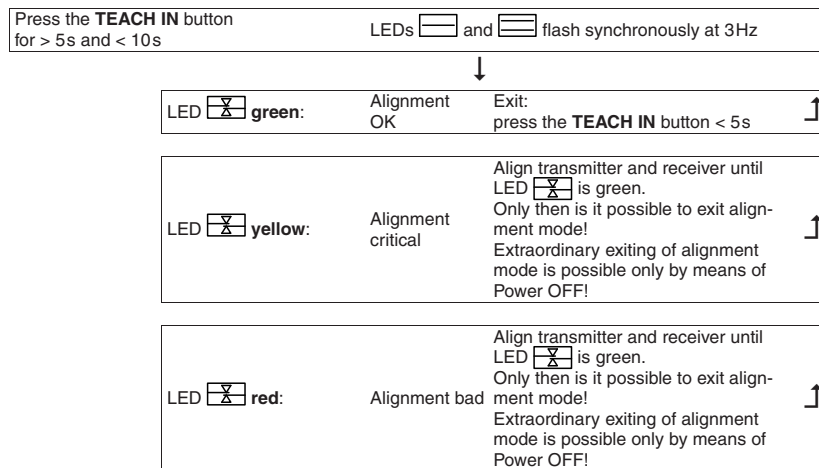 Press the TEACH IN button
for > 5s and < 10s
LEDs and flash synchronously at 3Hz
LED green:
Alignment
OK
Exit:
press the TEACH IN button < 5s
LED yellow:
Alignment
critical
Align transmitter and receiver until
LED is green.
Only then is it possible to exit align-
ment mode!
Extraordinary exiting of alignment
mode is possible only by means of
Power OFF!
LED red:
Alignment bad
Align transmitter and receiver until
LED is green.
Only then is it possible to exit align-
ment mode!
Extraordinary exiting of alignment
mode is possible only by means of
Power OFF!